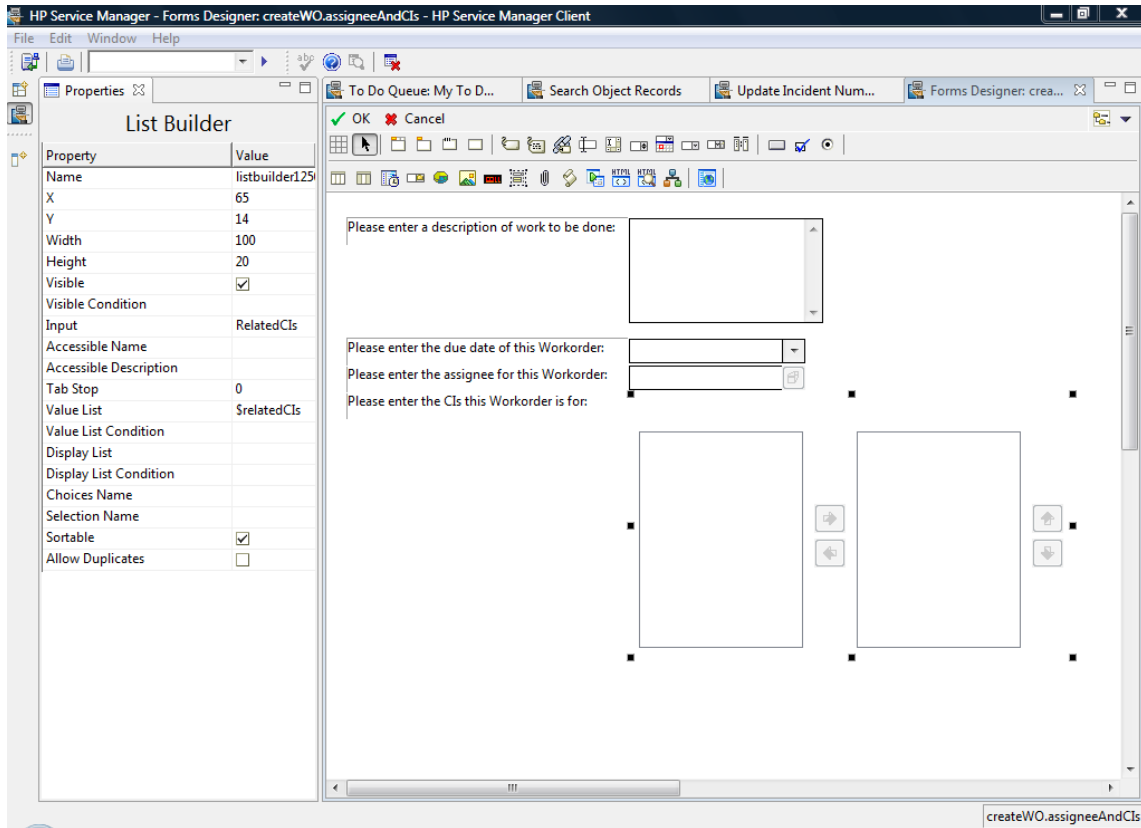 HP Service Manager - Forms Designer: createWO.assigneeAndCIs - HP Service Manager Client
File Edit Window Help
Properties
To Do Queue: My To D...
Search Object Records
Update Incident Num...
Forms Designer: crea...
List Builder
OK Cancel
Property Value
Name listbuilder125
X 65
Y 14
Width 100
Height 20
Visible
Visible Condition
Input RelatedCIs
Accessible Name
Accessible Description
Tab Stop 0
Value List $relatedCIs
Value List Condition
Display List
Display List Condition
Choices Name
Selection Name
Sortable
Allow Duplicates
Please enter a description of work to be done:
Please enter the due date of this Workorder:
Please enter the assignee for this Workorder:
Please enter the CIs this Workorder is for:
createWO.assigneeAndCIs